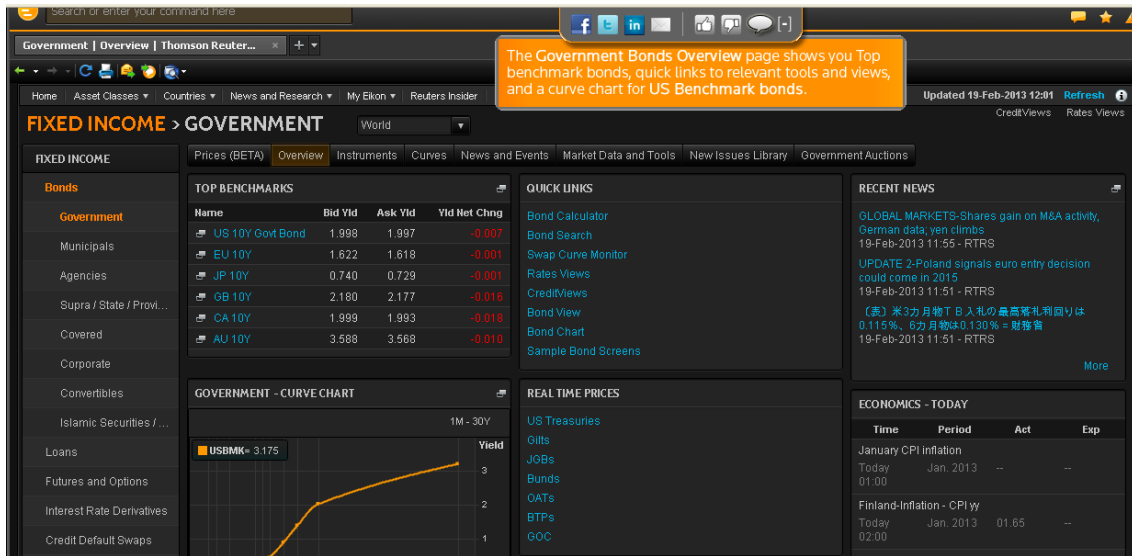 Search or enter your command here
Government | Overview | Thomson Reuter...
The Government Bonds Overview page shows you Top
benchmark bonds, quick links to relevant tools and views,
and a curve chart for US Benchmark bonds.
Home Asset Classes Countries News and Research My Eikon Reuters Insider
Updated 19-Feb-2013 12:01 Refresh
CreditViews Rates Views
FIXED INCOME > GOVERNMENT World
Prices (BETA) Overview Instruments Curves News and Events Market Data and Tools New Issues Library Government Auctions
FIXED INCOME
Bonds
Government
Municipals
Agencies
Supra / State / Provi...
Covered
Corporate
Convertibles
Islamic Securities / ...
Loans
Futures and Options
Interest Rate Derivatives
Credit Default Swaps
TOP BENCHMARKS
Name Bid Yld Ask Yld Yld Net Chng
US 10Y Govt Bond 1.998 1.997 -0.007
EU 10Y 1.622 1.618 -0.001
JP 10Y 0.740 0.729 -0.001
GB 10Y 2.180 2.177 -0.016
CA 10Y 1.999 1.993 -0.018
AU 10Y 3.588 3.568 -0.010
GOVERNMENT - CURVE CHART
1M - 30Y
USBMK= 3.175
Yield
3
2
1
QUICK LINKS
Bond Calculator
Bond Search
Swap Curve Monitor
Rates Views
CreditViews
Bond View
Bond Chart
Sample Bond Screens
REAL TIME PRICES
US Treasuries
Gilts
JGBs
Bunds
OATs
BTPs
GOC
RECENT NEWS
GLOBAL MARKETS-Shares gain on M&A activity,
German data; yen climbs
19-Feb-2013 11:55 - RTRS
UPDATE 2-Poland signals euro entry decision
could come in 2015
19-Feb-2013 11:51 - RTRS
〔表〕米3カ月物TB入札の最高落札利回りは
0.115%、6カ月物は0.130%=財務省
19-Feb-2013 11:51 - RTRS
More
ECONOMICS - TODAY
Time Period Act Exp
January CPI inflation
Today Jan. 2013 -- --
01:00
Finland-Inflation - CPI yy
Today Jan. 2013 01.65 --
02:00